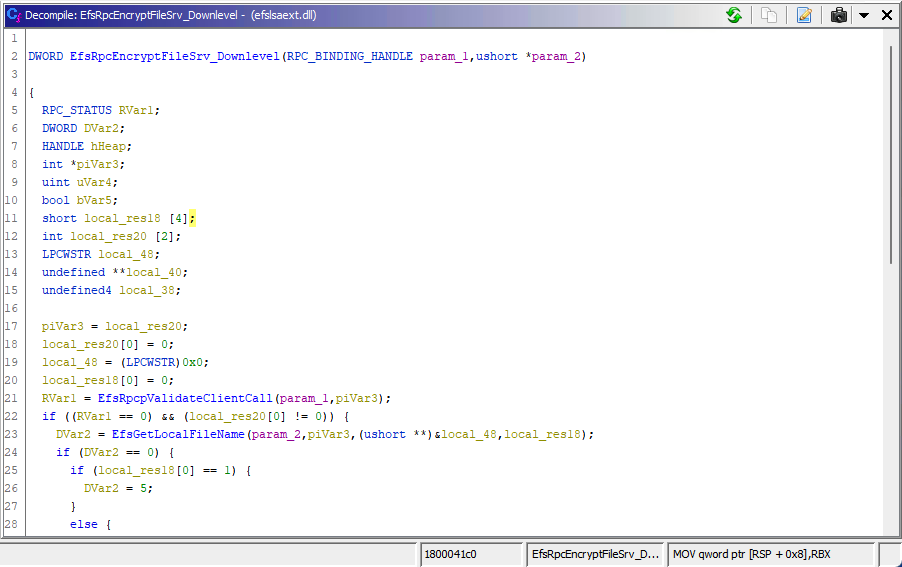 Decompile: EfsRpcEncryptFileSrv_Downlevel - (efslsaext.dll)
1
2 DWORD EfsRpcEncryptFileSrv_Downlevel(RPC_BINDING_HANDLE param_1,ushort *param_2)
3
4 {
5 RPC_STATUS RVar1;
6 DWORD DVar2;
7 HANDLE hHeap;
8 int *piVar3;
9 uint uVar4;
10 bool bVar5;
11 short local_res18 [4];
12 int local_res20 [2];
13 LPCWSTR local_48;
14 undefined **local_40;
15 undefined4 local_38;
16
17 piVar3 = local_res20;
18 local_res20[0] = 0;
19 local_48 = (LPCWSTR)0x0;
20 local_res18[0] = 0;
21 RVar1 = EfsRpcpValidateClientCall(param_1,piVar3);
22 if ((RVar1 == 0) && (local_res20[0] != 0)) {
23 DVar2 = EfsGetLocalFileName(param_2,piVar3,(ushort **)&local_48,local_res18);
24 if (DVar2 == 0) {
25 if (local_res18[0] == 1) {
26 DVar2 = 5;
27 }
28 else {
1800041c0 EfsRpcEncryptFileSrv_D... MOV qword ptr [RSP + 0x8],RBX